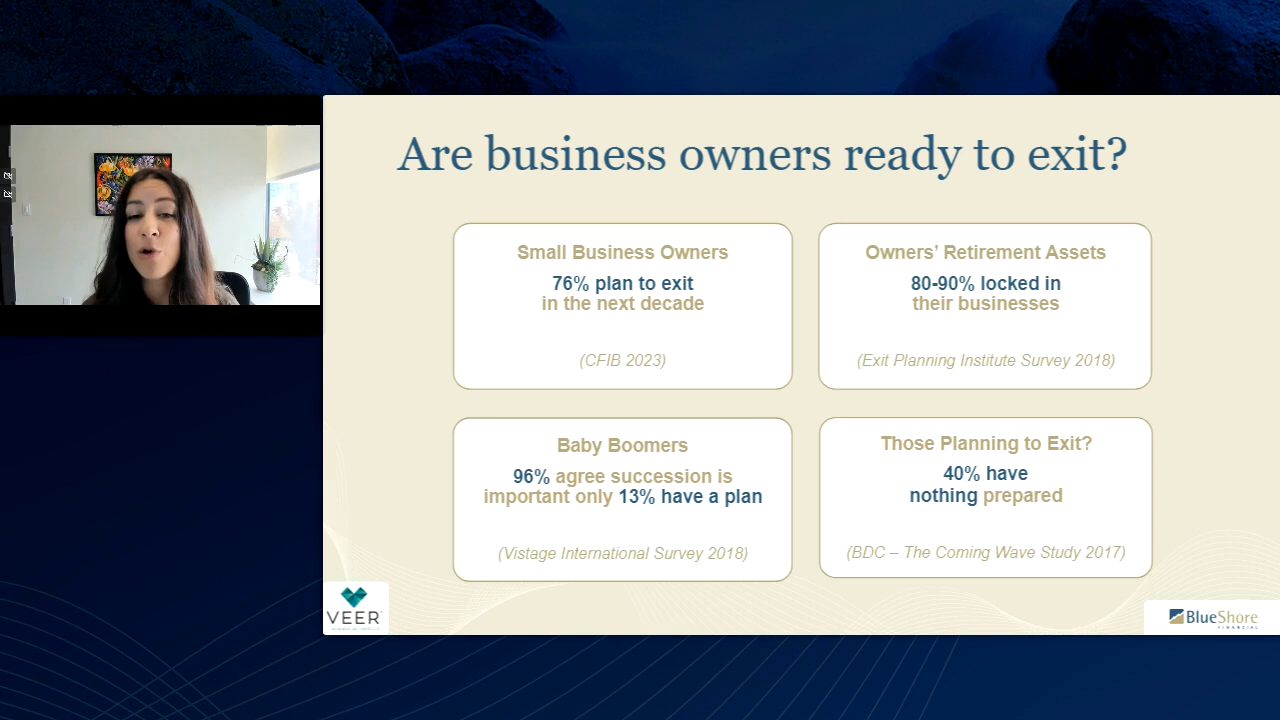 Are business owners ready to exit?
Small Business Owners
76% plan to exit
in the next decade
(CFIB 2023)
Owners’ Retirement Assets
80-90% locked in
their businesses
(Exit Planning Institute Survey 2018)
Baby Boomers
96% agree succession is
important only 13% have a plan
(Vistage International Survey 2018)
Those Planning to Exit?
40% have
nothing prepared
(BDC – The Coming Wave Study 2017)
VEER
BlueShore
FINANCIAL